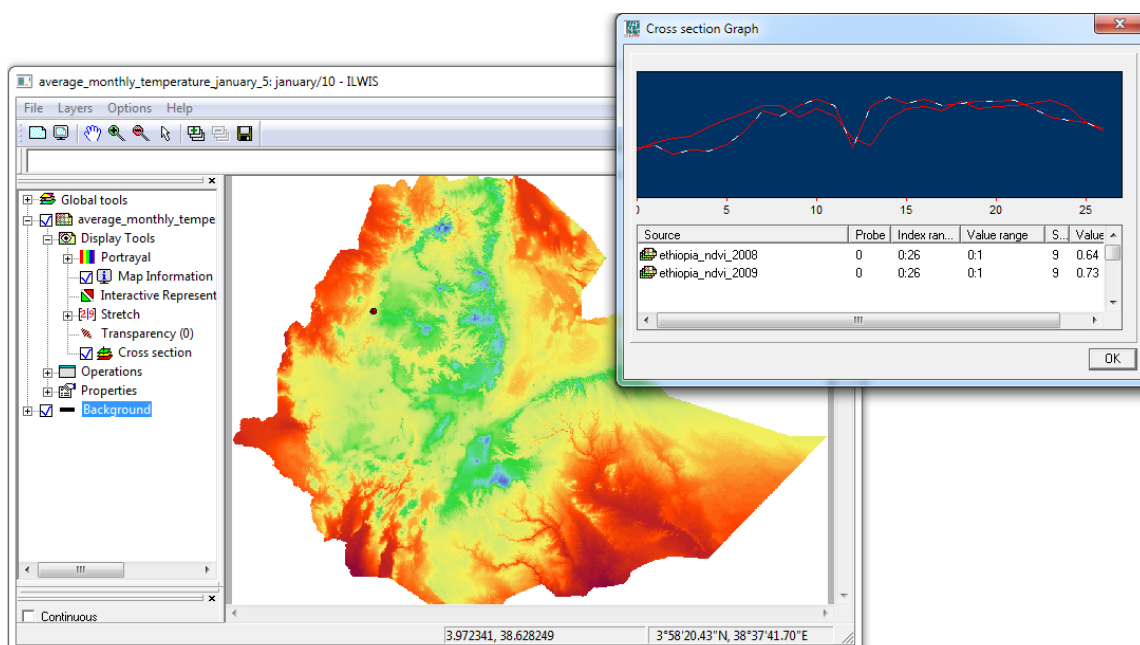 Cross section Graph
average_monthly_temperature_january_5: january/10 - ILWIS
File Layers Options Help
Global tools
average_monthly_tempe
Display Tools
Portrayal
Map Information
Interactive Represent
2|9 Stretch
Transparency (0)
Cross section
Operations
Properties
Background
Continuous
3.972341, 38.628249 3°58'20.43"N, 38°37'41.70"E
5 10 15 20 25
Source Probe Index ran... Value range S... Value
ethiopia_ndvi_2008 0 0:26 0:1 9 0.64
ethiopia_ndvi_2009 0 0:26 0:1 9 0.73
OK